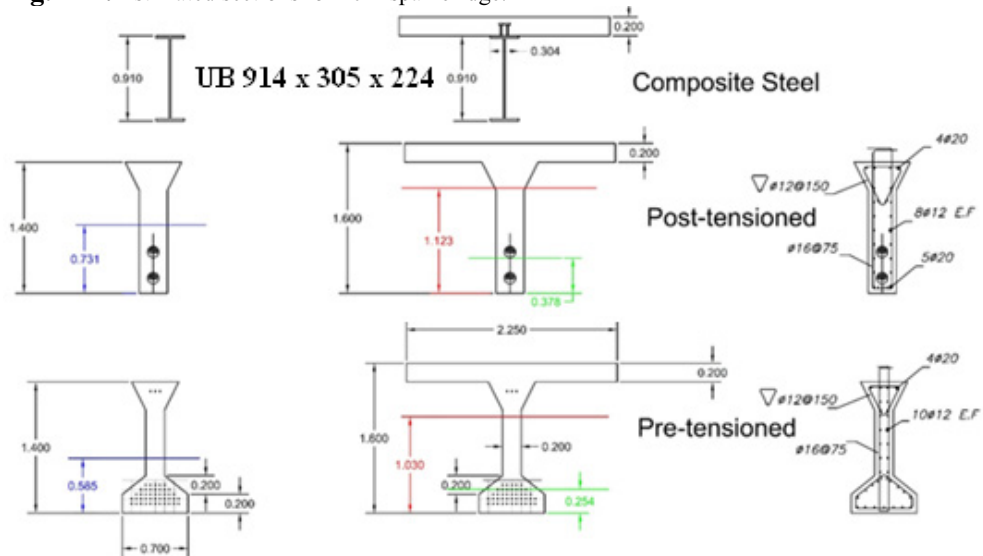 0.200
0.304
0.910
UB 914 x 305 x 224
0.910
Composite Steel
4ø20
0.200
ø12@150
1.400
1.600
Post-tensioned
8ø12 E.F
0.731
1.123
ø16@75
5ø20
0.378
2.250
4ø20
0.200
ø12@150
10ø12 E.F
1.400
1.600
Pre-tensioned
0.200
1.030
ø16@75
0.585
0.200
0.200
0.200
0.254
0.700